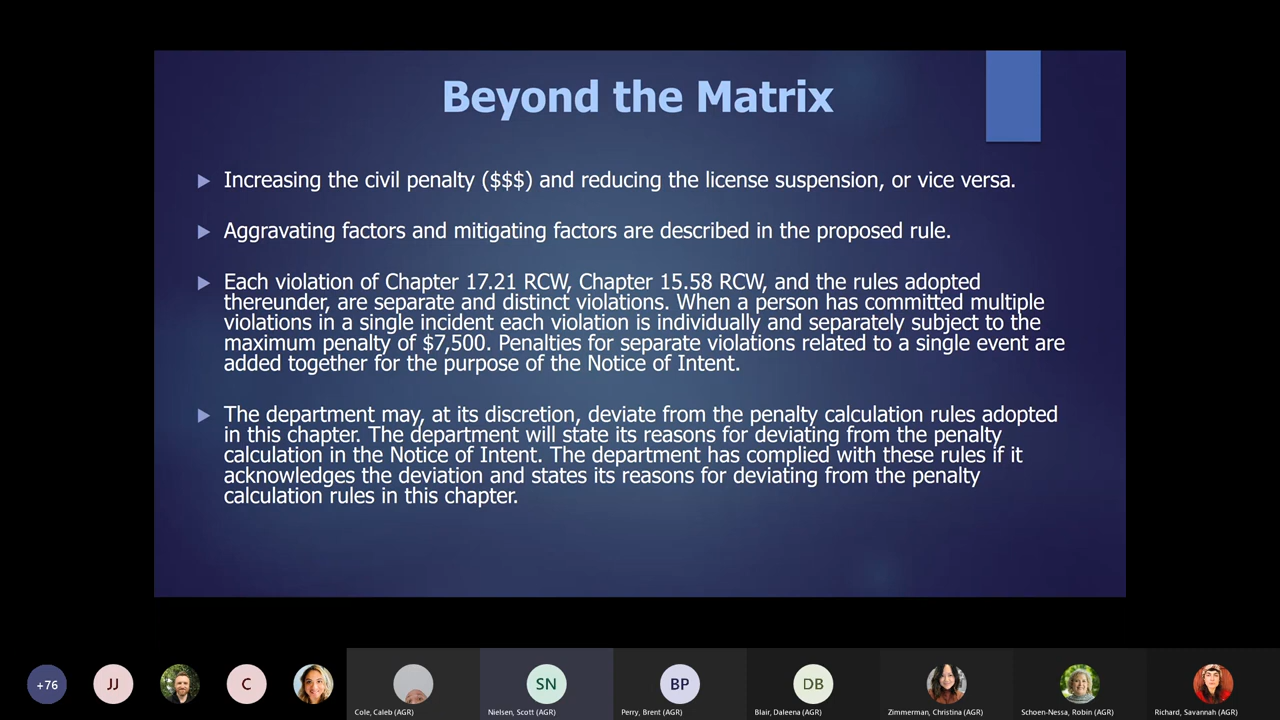 Beyond the Matrix
Increasing the civil penalty ($$$) and reducing the license suspension, or vice versa.
Aggravating factors and mitigating factors are described in the proposed rule.
Each violation of Chapter 17.21 RCW, Chapter 15.58 RCW, and the rules adopted
thereunder, are separate and distinct violations. When a person has committed multiple
violations in a single incident each violation is individually and separately subject to the
maximum penalty of $7,500. Penalties for separate violations related to a single event are
added together for the purpose of the Notice of Intent.
The department may, at its discretion, deviate from the penalty calculation rules adopted
in this chapter. The department will state its reasons for deviating from the penalty
calculation in the Notice of Intent. The department has complied with these rules if it
acknowledges the deviation and states its reasons for deviating from the penalty
calculation rules in this chapter.
+76
JJ
C
SN
BP
DB
Cole, Caleb (AGR)
Nielsen, Scott (AGR)
Perry, Brent (AGR)
Blair, Daleena (AGR)
Zimmerman, Christina (AGR)
Schoen-Nessa, Robin (AGR)
Richard, Savannah (AGR)